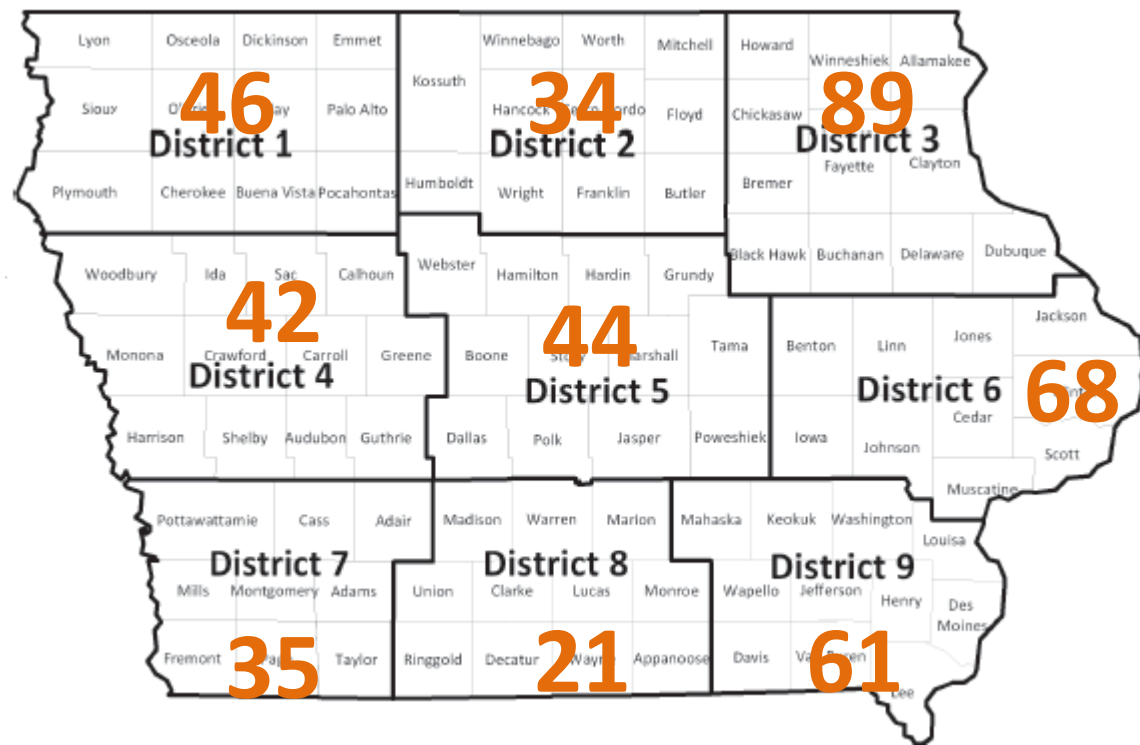 Lyon Osceola Dickinson Emmet
Winnebago Worth Mitchell
Howard Winneshiek Allamakee
Kossuth
Sioux Palo Alto
46
Hancock Floyd
34
Chickasaw
89
District 1
District 2
District 3
Plymouth Cherokee Buena Vista Pocahontas
Humboldt Wright Franklin Butler
Bremer Fayette Clayton
Black Hawk Buchanan Delaware Dubuque
Woodbury Ida Sac Calhoun
Webster Hamilton Hardin Grundy
42
44
Monona Crawford Carroll Greene
Boone Marshall Tama
Benton Linn Jones Jackson
District 4
District 5
District 6
68
Harrison Shelby Audubon Guthrie
Dallas Polk Jasper Poweshiek
Iowa Johnson Cedar Scott
Muscatine
Pottawattamie Cass Adair
Madison Warren Marion
Mahaska Keokuk Washington
Louisa
District 7
District 8
District 9
Mills Montgomery Adams
Union Clarke Lucas Monroe
Wapello Jefferson Henry Des
Moines
Fremont Taylor
35
Ringgold Decatur Wayne Appanoose
21
Davis
61
Lee